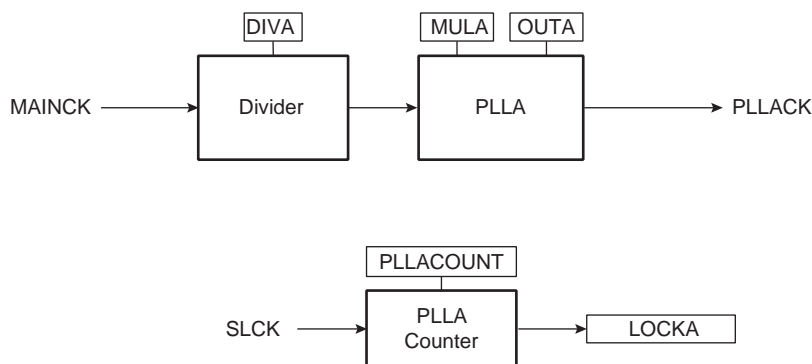 DIVA
MULA
OUTA
MAINCK
Divider
PLLA
PLLACK
PLLACOUNT
SLCK
PLLA
Counter
LOCKA